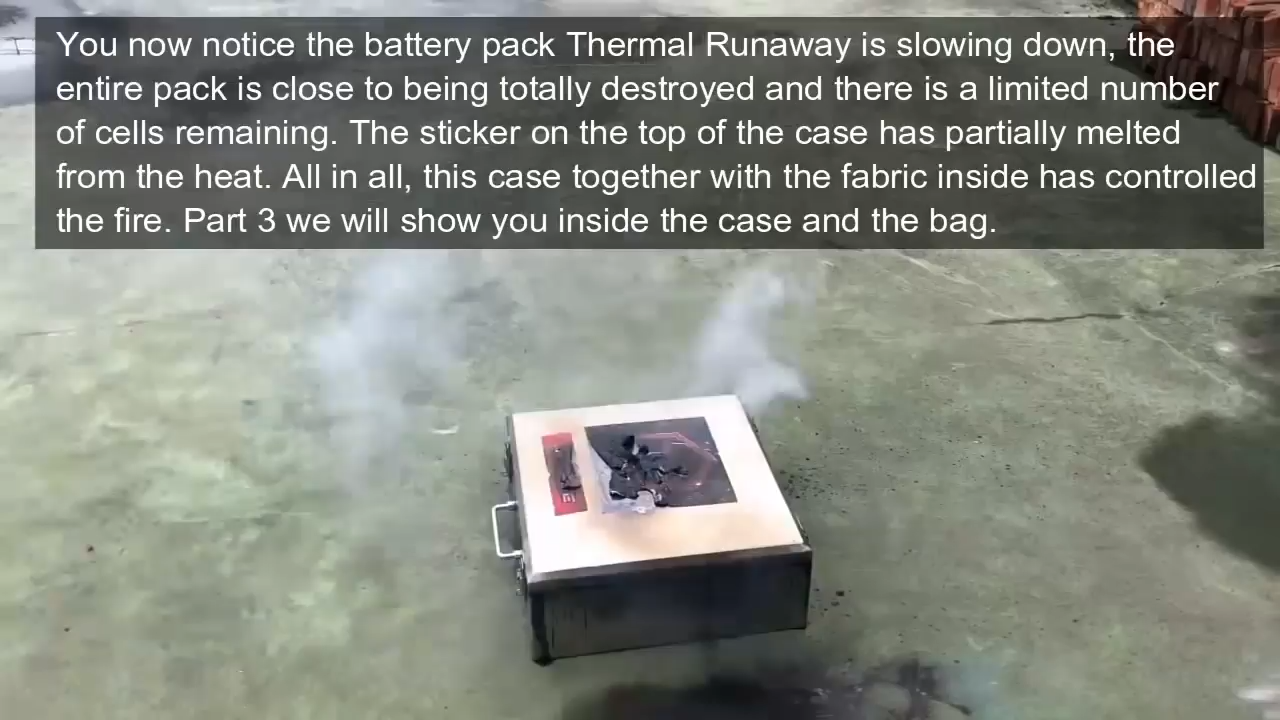 You now notice the battery pack Thermal Runaway is slowing down, the
entire pack is close to being totally destroyed and there is a limited number
of cells remaining. The sticker on the top of the case has partially melted
from the heat. All in all, this case together with the fabric inside has controlled
the fire. Part 3 we will show you inside the case and the bag.